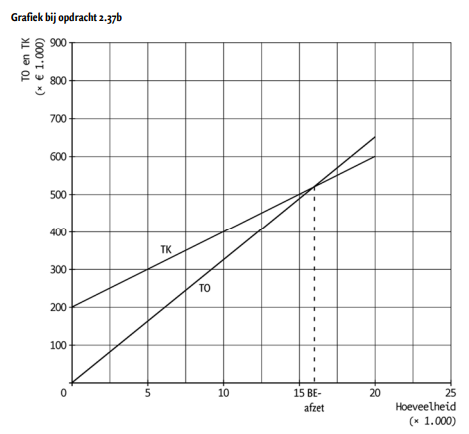 Grafiek bij opdracht 2.37b
TO en TK
(× € 1.000)
900
800
700
600
500
400
300
200
100
TK
TO
0 5 10 15 BE-afzet 20 25
Hoeveelheid
(× 1.000)